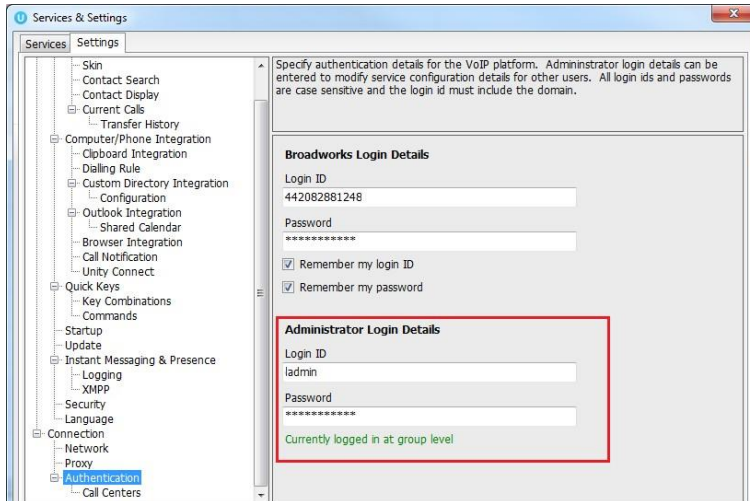 Services & Settings
Services
Settings
Skin
Contact Search
Contact Display
Current Calls
Transfer History
Computer/Phone Integration
Clipboard Integration
Dialling Rule
Custom Directory Integration
Configuration
Outlook Integration
Shared Calendar
Browser Integration
Call Notification
Unity Connect
Quick Keys
Key Combinations
Commands
Startup
Update
Instant Messaging & Presence
Logging
XMPP
Security
Language
Connection
Network
Proxy
Authentication
Call Centers
Specify authentication details for the VoIP platform. Admininstrator login details can be
entered to modify service configuration details for other users. All login ids and passwords
are case sensitive and the login id must include the domain.
Broadworks Login Details
Login ID
442082881248
Password
***********
Remember my login ID
Remember my password
Administrator Login Details
Login ID
ladmin
Password
***********
Currently logged in at group level